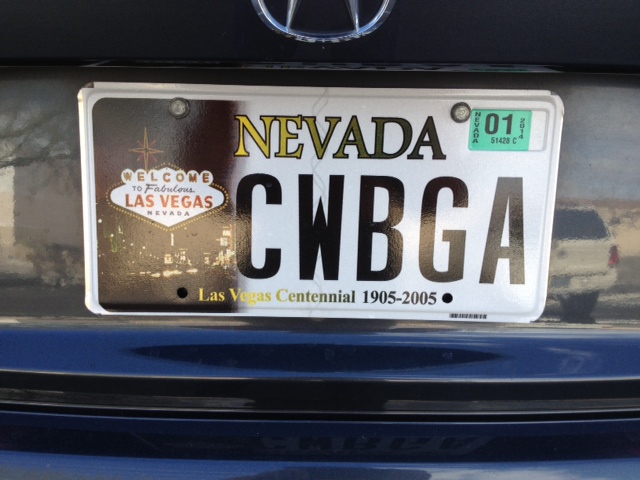 NEVADA
NEVADA 01 2014
51428 C
WELCOME
TO Fabulous
LAS VEGAS
NEVADA
CWBGA
Las Vegas Centennial 1905-2005